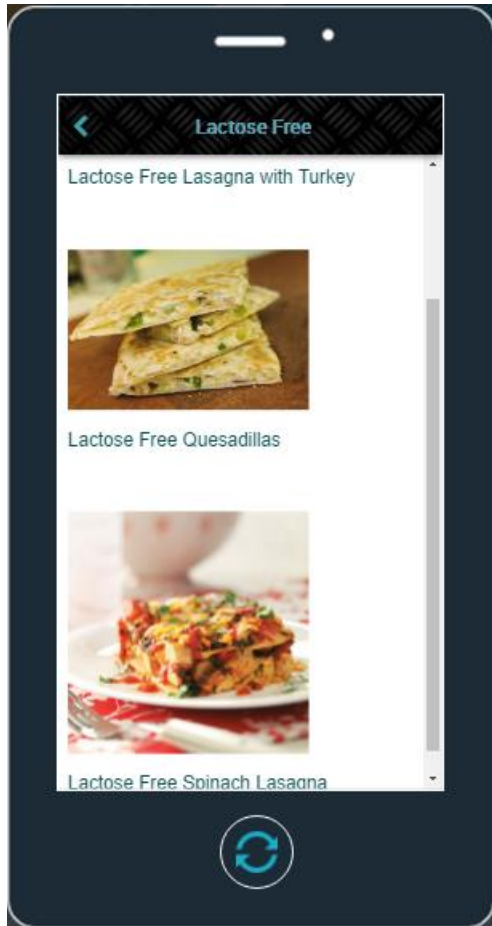 Lactose Free
Lactose Free Lasagna with Turkey
Lactose Free Quesadillas
Lactose Free Spinach Lasagna